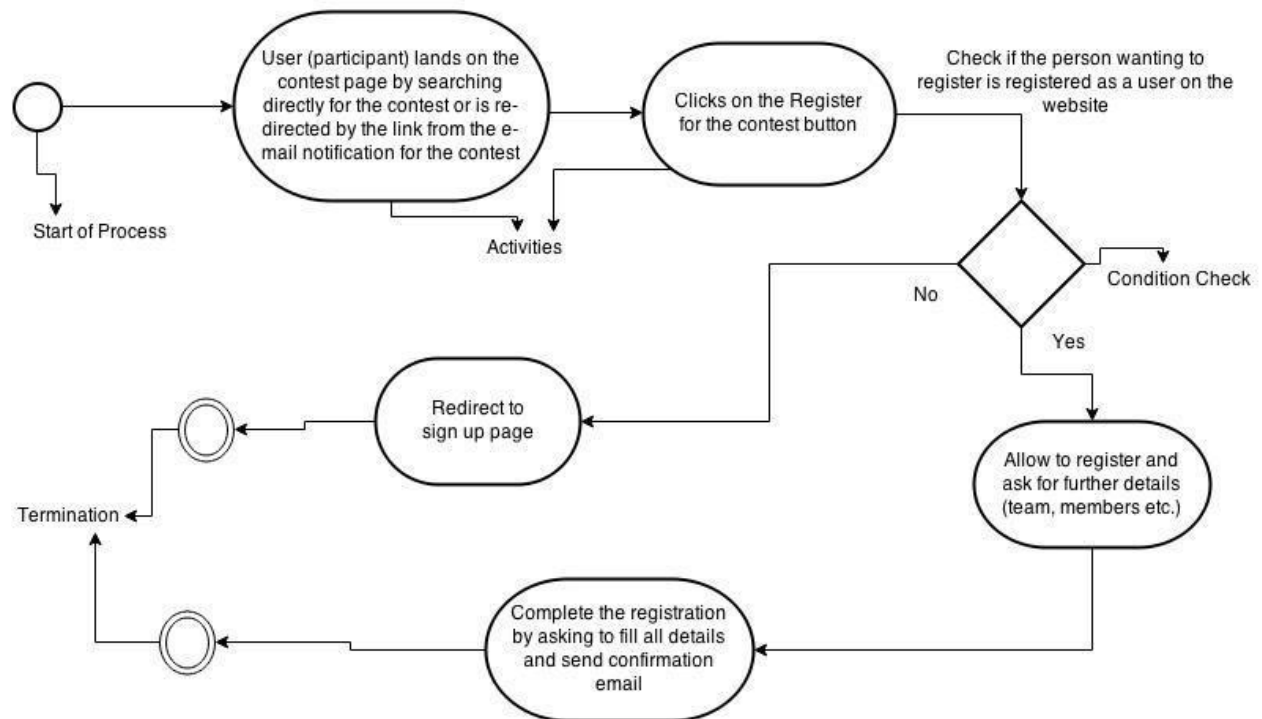 User (participant) lands on the
contest page by searching
directly for the contest or is re-
directed by the link from the e-
mail notification for the contest
Clicks on the Register
for the contest button
Check if the person wanting to
register is registered as a user on the
website
Start of Process
Activities
Condition Check
No
Yes
Redirect to
sign up page
Allow to register and
ask for further details
(team, members etc.)
Termination
Complete the registration
by asking to fill all details
and send confirmation
email